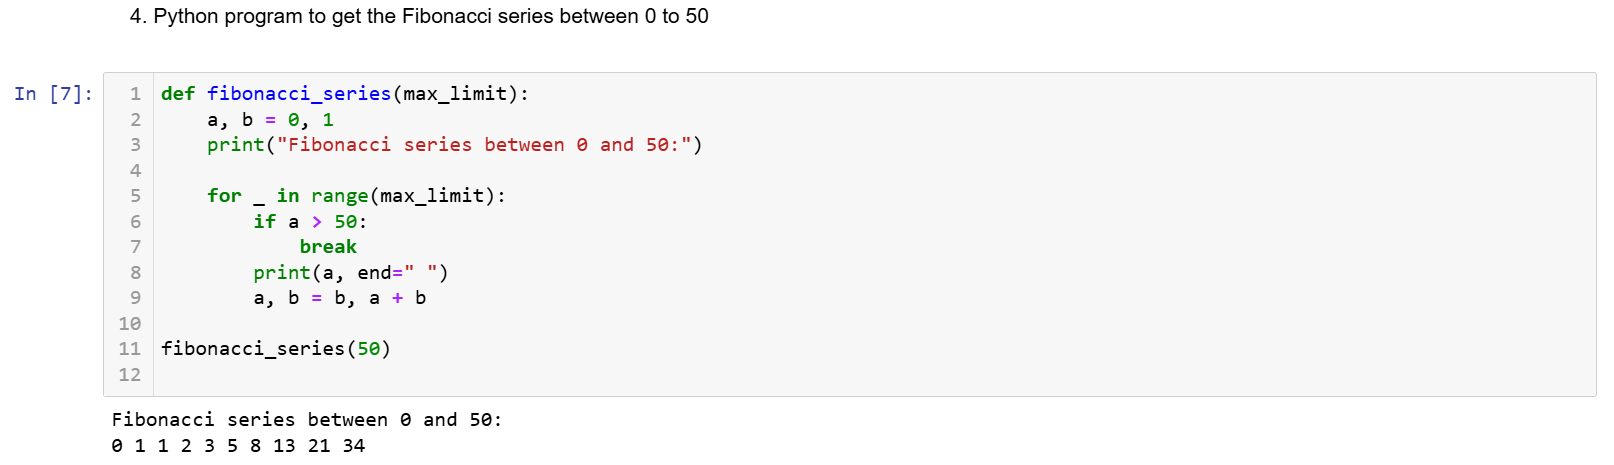 4. Python program to get the Fibonacci series between 0 to 50
In [7]:
1 def fibonacci_series(max_limit):
2     a, b = 0, 1
3     print("Fibonacci series between 0 and 50:")
4
5     for _ in range(max_limit):
6         if a > 50:
7             break
8         print(a, end=" ")
9         a, b = b, a + b
10
11 fibonacci_series(50)
12
Fibonacci series between 0 and 50:
0 1 1 2 3 5 8 13 21 34